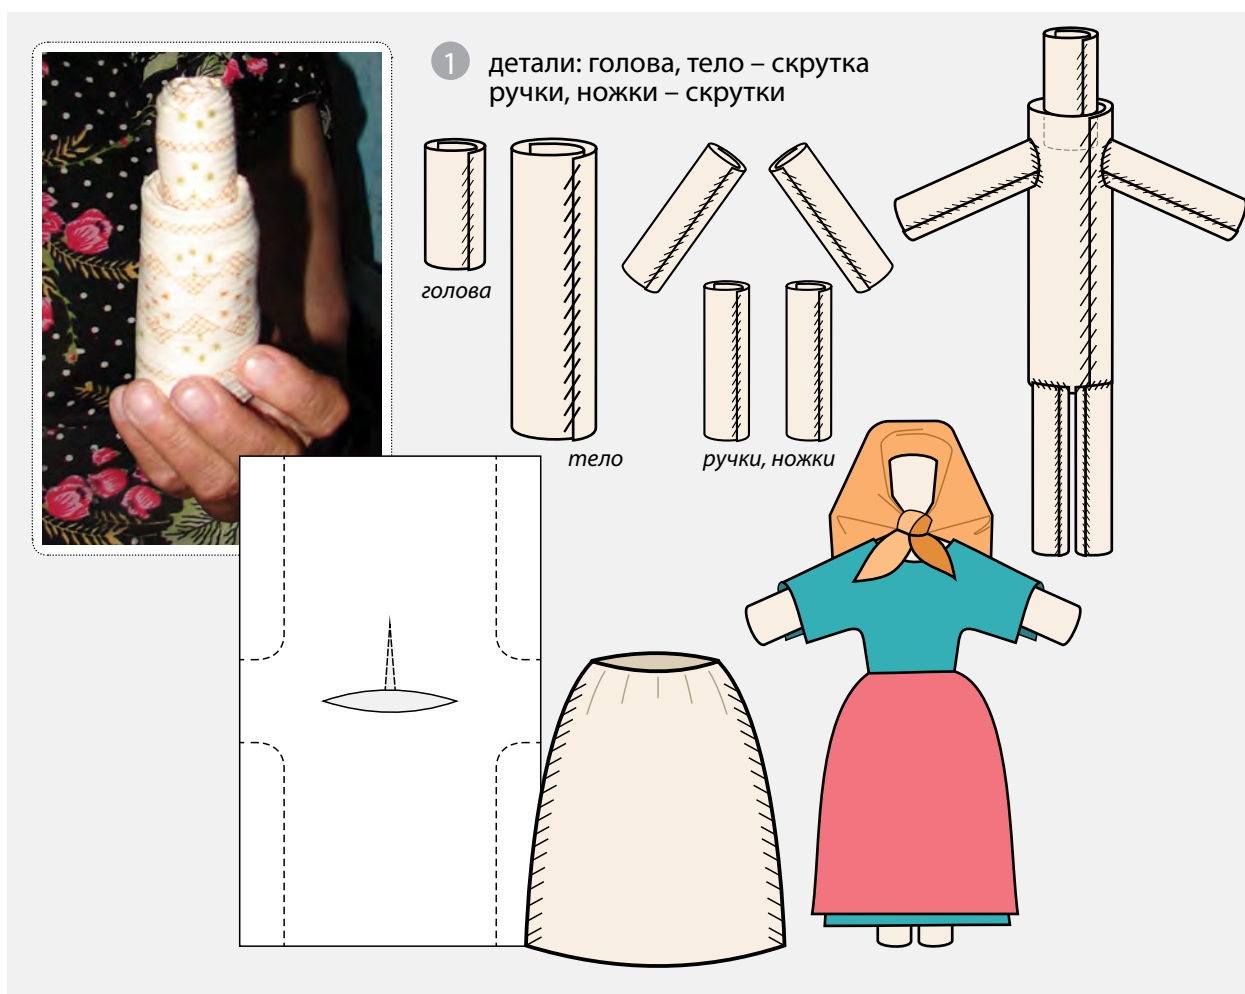 1
детали: голова, тело – скрутка
ручки, ножки – скрутки
голова
тело
ручки, ножки